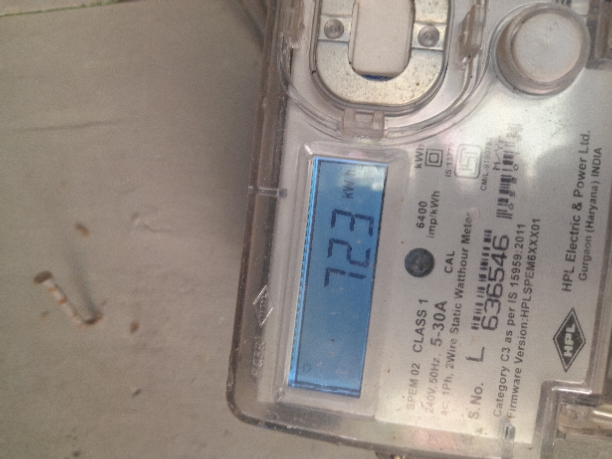 723 kWh
6400
imp/kWh
CAL
SPEM 02 CLASS 1
240V, 50Hz, 5-30A
1Ph, 2Wire Static Watthour Meter
S.No. L 636546
Category C3 as per IS 15959:2011
Firmware Version:HPLSPEM6XXX01
HPL
HPL Electric & Power Ltd.
Gurgaon (Haryana) INDIA